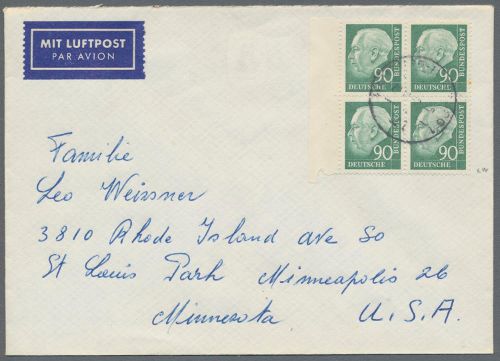 MIT LUFTPOST
PAR AVION
90 DEUTSCHE BUNDESPOST
90 DEUTSCHE BUNDESPOST
90 DEUTSCHE BUNDESPOST
90 DEUTSCHE BUNDESPOST
Familie
Leo Weissner
3810 Rhode Island Ave So
St Louis Park Minneapolis 26
Minnesota U.S.A.